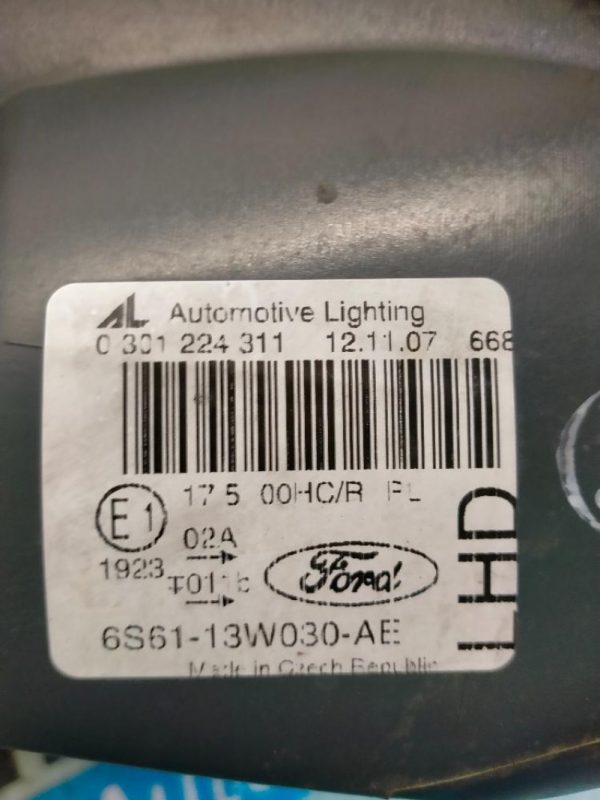 AL Automotive Lighting
0 301 224 311 12.11.07 668
17 5 00HC/R PL
E1
02A
1923
Ford
6S61-13W030-AE
LHD
Made in Czech Republic